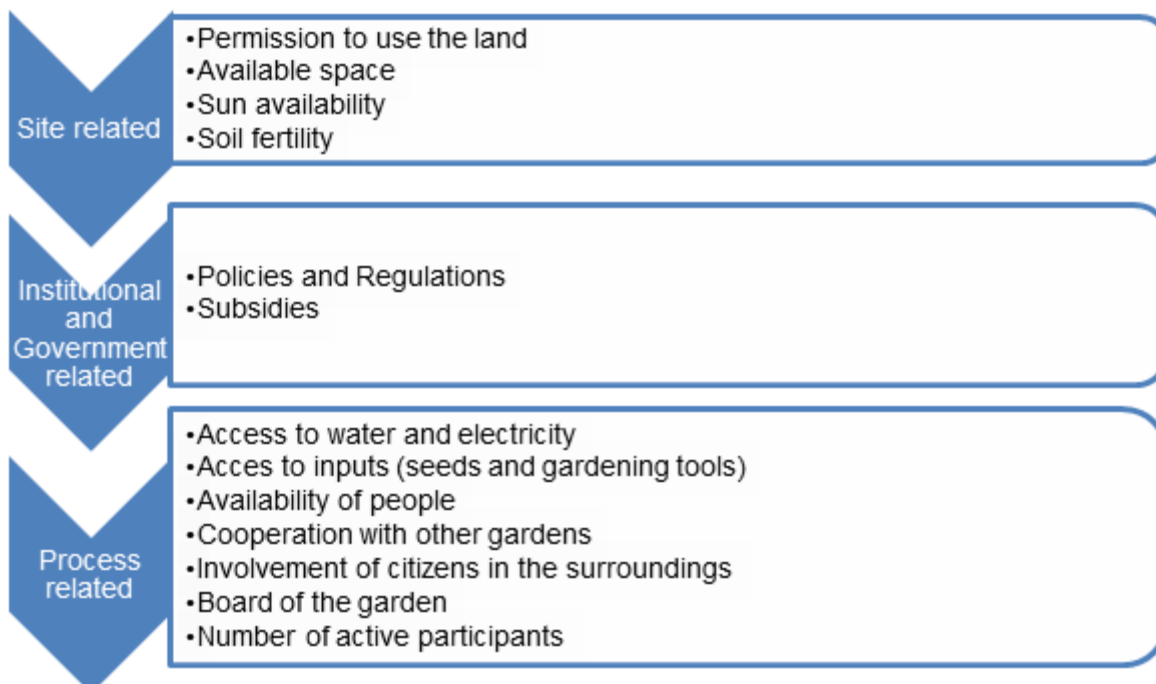 Site related
•Permission to use the land
•Available space
•Sun availability
•Soil fertility
Institutional
and
Government
related
•Policies and Regulations
•Subsidies
Process
related
•Access to water and electricity
•Acces to inputs (seeds and gardening tools)
•Availability of people
•Cooperation with other gardens
•Involvement of citizens in the surroundings
•Board of the garden
•Number of active participants